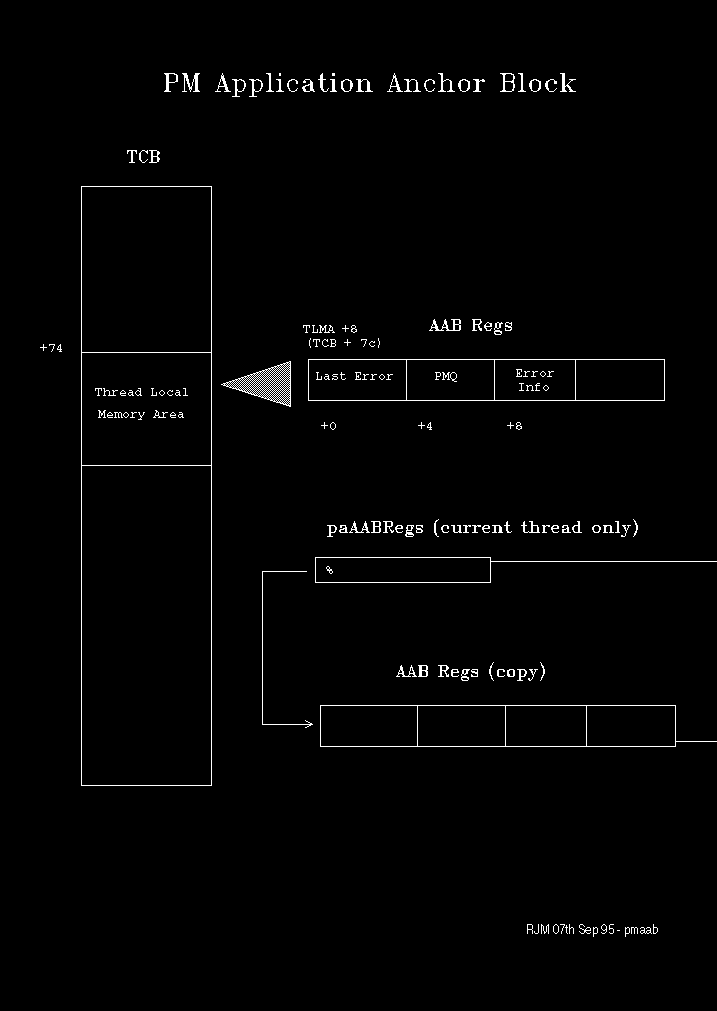 PM Application Anchor Block
TCB
TLMA +8
(TCB + 7c)
AAB Regs
+74
Last Error
PMQ
Error
Info
Thread Local
Memory Area
+0
+4
+8
paAABRegs (current thread only)
%
AAB Regs (copy)
RJM 07th Sep 95 - pmaab